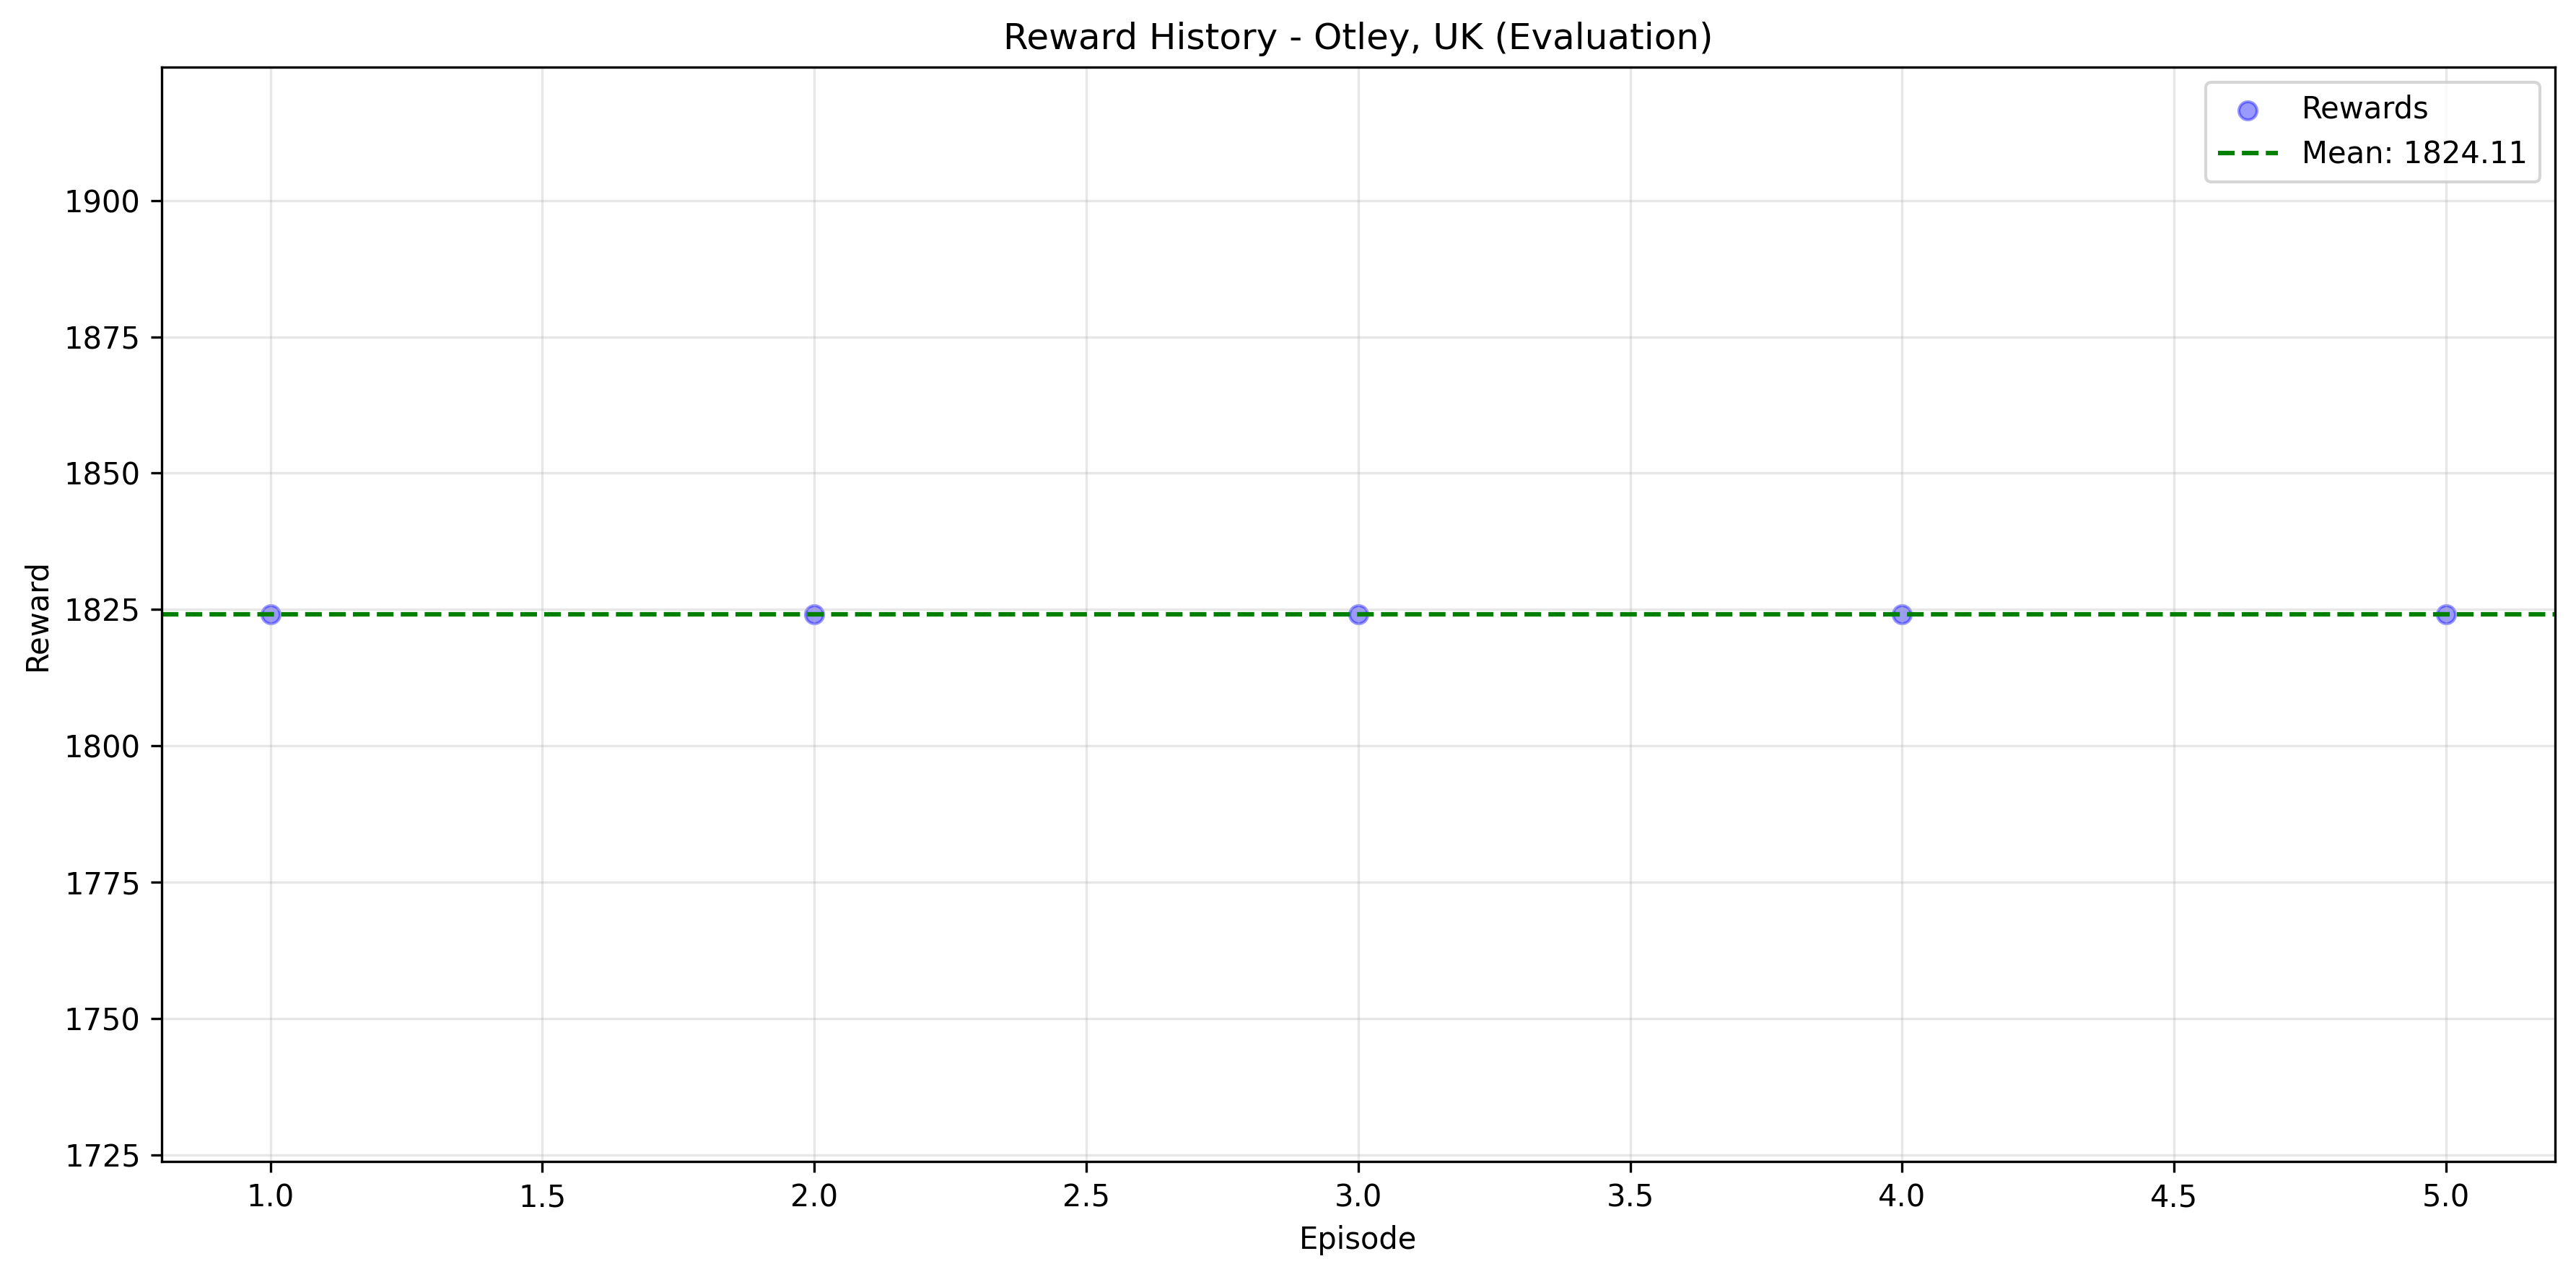 Reward History - Otley, UK (Evaluation)
Rewards
Mean: 1824.11
Reward
1900
1875
1850
1825
1800
1775
1750
1725
1.0 1.5 2.0 2.5 3.0 3.5 4.0 4.5 5.0
Episode